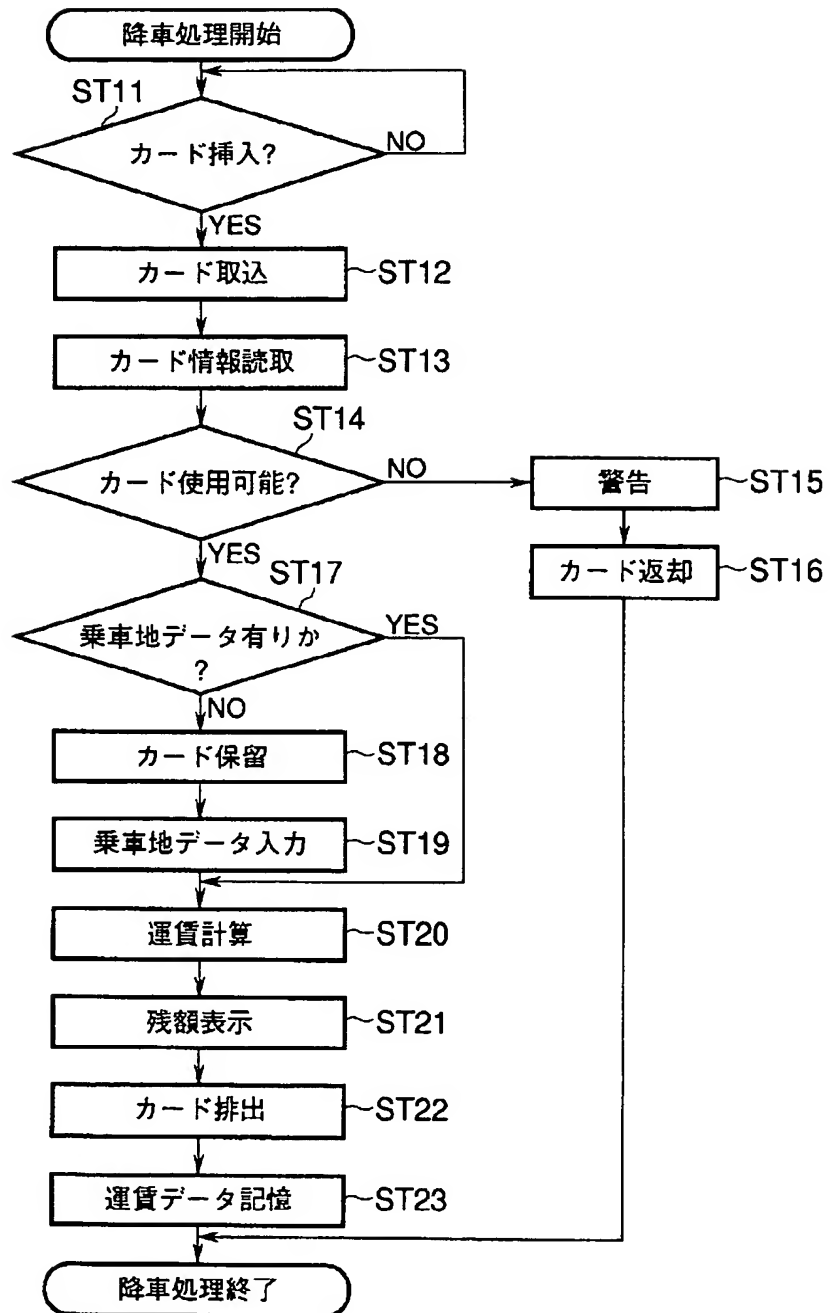 降車処理開始
ST11
カード挿入?
NO
YES
カード取込
ST12
カード情報読取
ST13
ST14
カード使用可能?
NO
YES
警告
ST15
カード返却
ST16
ST17
乗車地データ有りか
?
YES
NO
カード保留
ST18
乗車地データ入力
ST19
運賃計算
ST20
残額表示
ST21
カード排出
ST22
運賃データ記憶
ST23
降車処理終了